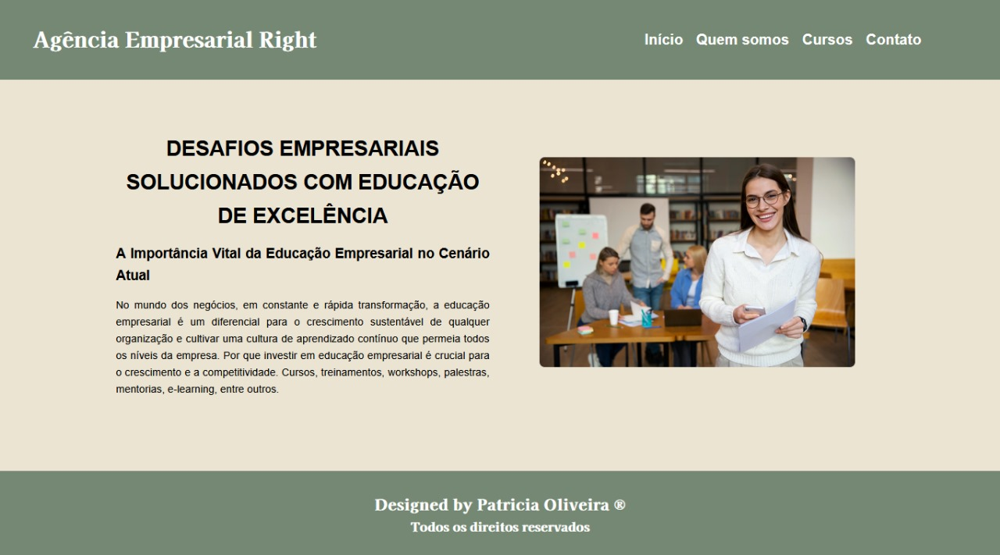 Agência Empresarial Right
Início Quem somos Cursos Contato
DESAFIOS EMPRESARIAIS
SOLUCIONADOS COM EDUCAÇÃO
DE EXCELÊNCIA
A Importância Vital da Educação Empresarial no Cenário
Atual
No mundo dos negócios, em constante e rápida transformação, a educação
empresarial é um diferencial para o crescimento sustentável de qualquer
organização e cultivar uma cultura de aprendizado contínuo que permeia todos
os níveis da empresa. Por que investir em educação empresarial é crucial para
o crescimento e a competitividade. Cursos, treinamentos, workshops, palestras,
mentorias, e-learning, entre outros.
Designed by Patricia Oliveira ®
Todos os direitos reservados